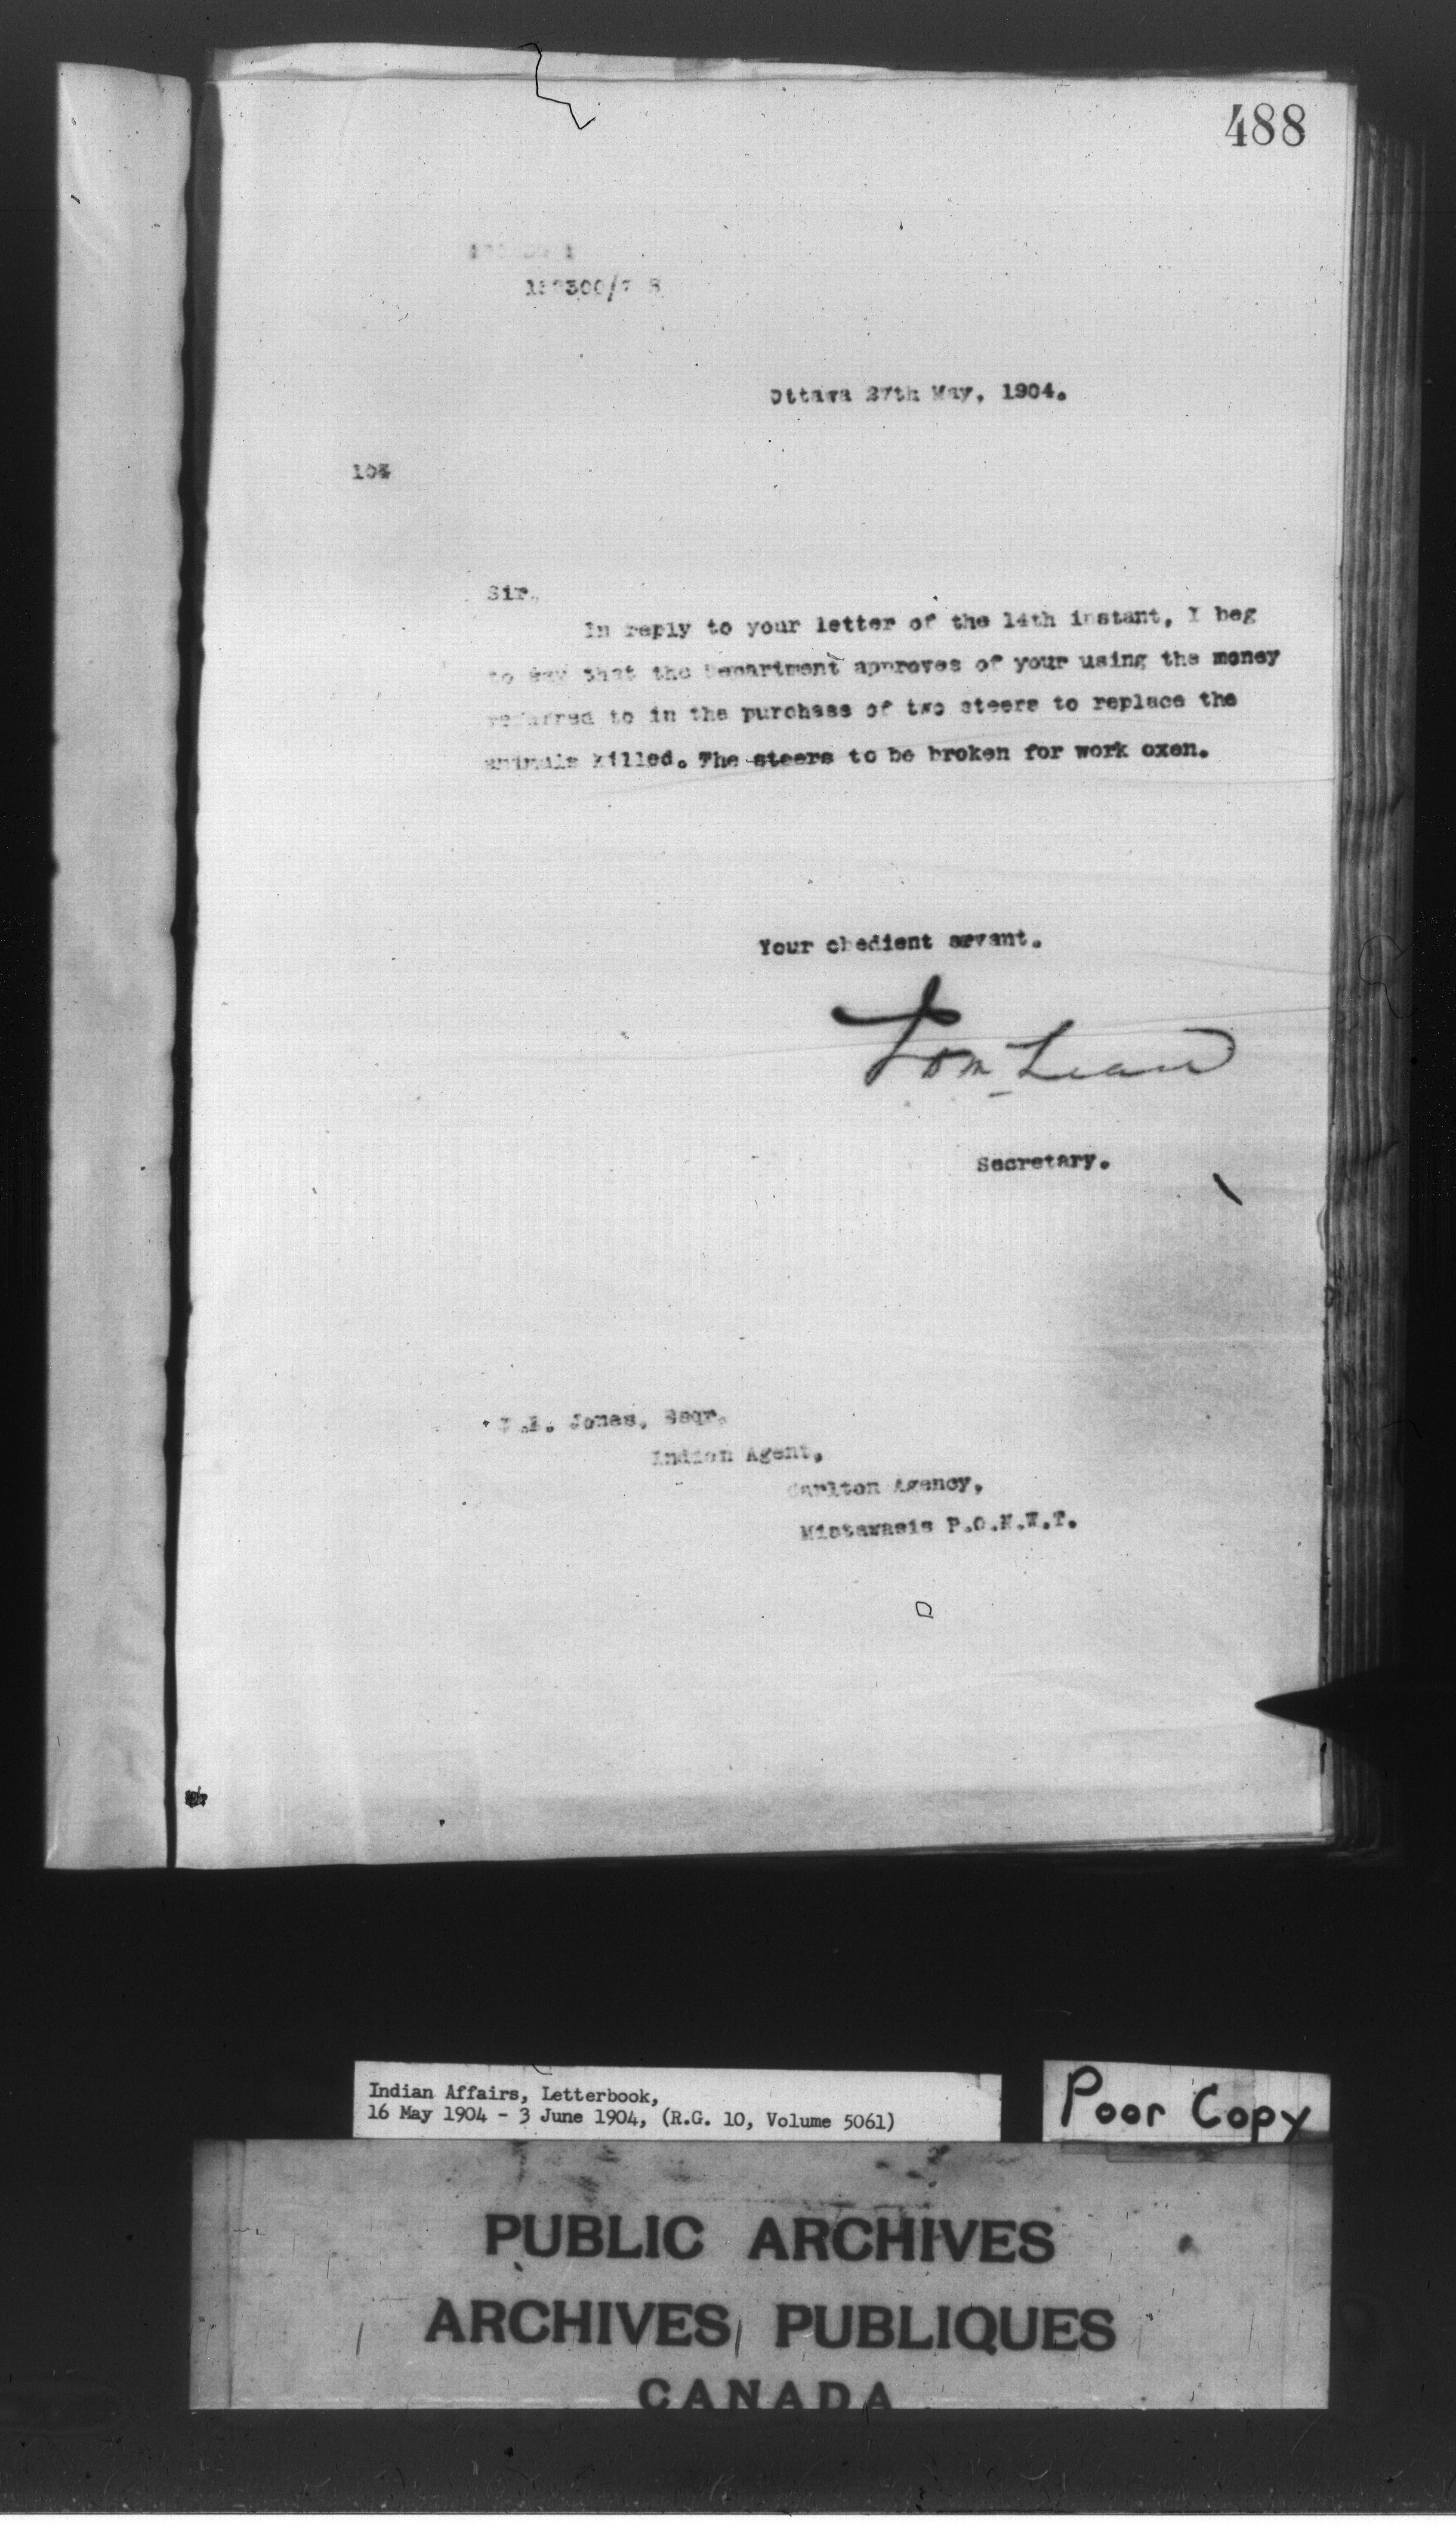 488
Ottawa 27th May, 1904.
104
Sir,
In reply to your letter of the 14th instant, I beg
to say that the Department approves of your using the money
referred to in the purchase of two steers to replace the
animals killed. The steers to be broken for work oxen.
Your obedient srvant.
Secretary.
Jones, Esqr,
Indian Agent,
Carlton Agency,
Mistawasis P.O.N.W.T.
Indian Affairs, Letterbook,
16 May 1904 - 3 June 1904, (R.G. 10, Volume 5061)
Poor Copy
PUBLIC ARCHIVES
ARCHIVES PUBLIQUES
CANADA